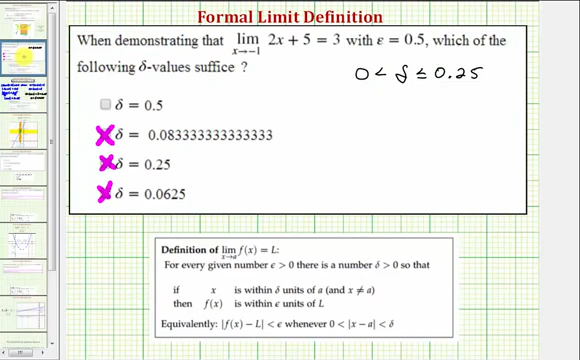 Formal Limit Definition
When demonstrating that lim x→−1 2x + 5 = 3 with ε = 0.5, which of the
following δ-values suffice ?
0 < δ ≤ 0.25
δ = 0.5
δ = 0.083333333333333
δ = 0.25
δ = 0.0625
Definition of lim x→a f(x) = L:
For every given number ϵ > 0 there is a number δ > 0 so that
if x is within δ units of a (and x ≠ a)
then f(x) is within ϵ units of L
Equivalently: |f(x) − L| < ϵ whenever 0 < |x − a| < δ